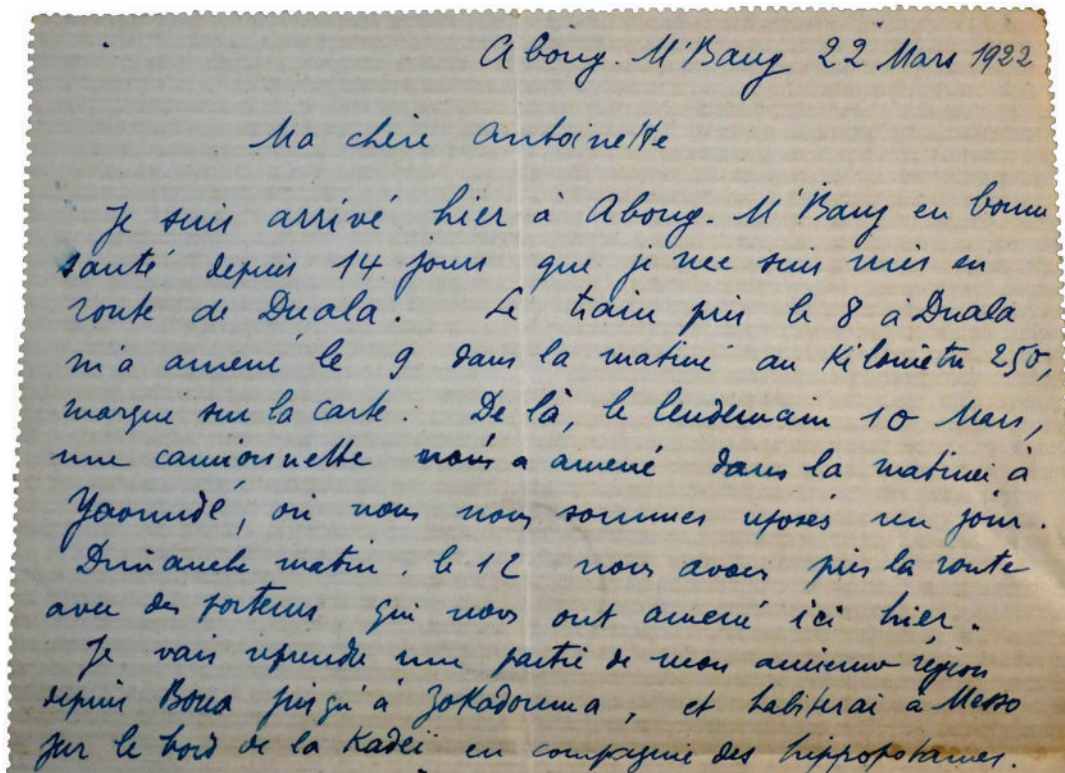 Abong. M'Bang 22 Mars 1922
Ma chère Antoinette
Je suis arrivé hier à Abong. M'Bang en bonne
santé depuis 14 jours que je me suis mis en
route de Duala. Le train pris le 8 à Duala
m'a amené le 9 dans la matiné au Kilomètre 250,
marque sur la carte. De là, le lendemain 10 Mars,
une camionnette nous a amené dans la matinée à
Yaoundé, où nous nous sommes reposés un jour.
Dimanche matin, le 12 nous avons pris la route
avec des porteurs qui nous ont amené ici hier.
Je vais reprendre une partie de mon ancienne région
depuis jusqu'à Jokadouma, et habiterai à Messo
sur le bord de la Kadeï en compagnie des hippopotames.